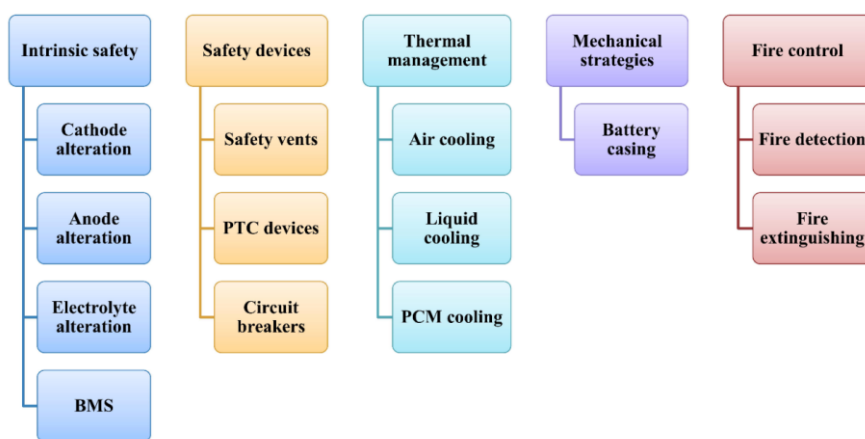 Intrinsic safety
Cathode
alteration
Anode
alteration
Electrolyte
alteration
BMS
Safety devices
Safety vents
PTC devices
Circuit
breakers
Thermal
management
Air cooling
Liquid
cooling
PCM cooling
Mechanical
strategies
Battery
casing
Fire control
Fire detection
Fire
extinguishing